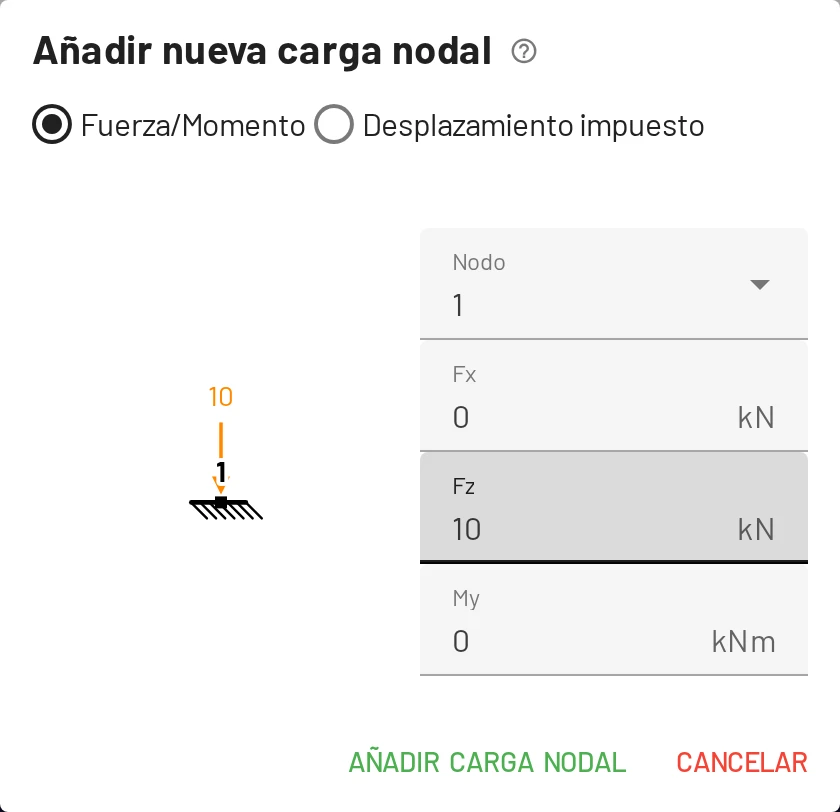 Añadir nueva carga nodal ?
Fuerza/Momento Desplazamiento impuesto
Nodo
1
Fx
0 kN
10
1
Fz
10 kN
My
0 kNm
AÑADIR CARGA NODAL CANCELAR